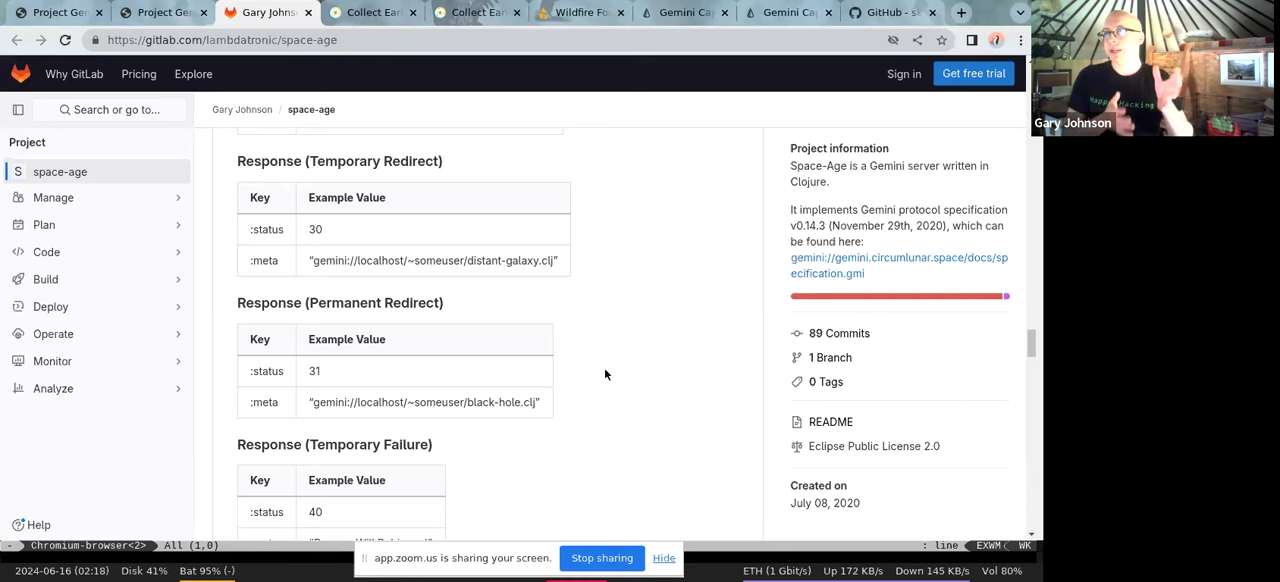 Project Ger
Project Ger
Gary Johns
Collect Earl
Collect Earl
Wildfire Fo
Gemini Cap
Gemini Cap
GitHub - sk
https://gitlab.com/lambdatronic/space-age
Why GitLab
Pricing
Explore
Sign in
Get free trial
Search or go to...
Gary Johnson / space-age
Project
S space-age
Manage
Plan
Code
Build
Deploy
Operate
Monitor
Analyze
Help
Response (Temporary Redirect)
Key Example Value
:status 30
:meta “gemini://localhost/~someuser/distant-galaxy.clj”
Response (Permanent Redirect)
Key Example Value
:status 31
:meta “gemini://localhost/~someuser/black-hole.clj”
Response (Temporary Failure)
Key Example Value
:status 40
Project information
Space-Age is a Gemini server written in
Clojure.
It implements Gemini protocol specification
v0.14.3 (November 29th, 2020), which can
be found here:
gemini://gemini.circumlunar.space/docs/sp
ecification.gmi
89 Commits
1 Branch
0 Tags
README
Eclipse Public License 2.0
Created on
July 08, 2020
Happy Hacking
Gary Johnson
app.zoom.us is sharing your screen.
Stop sharing
Hide
- Chromium-browser<2> All (1,0)
: line EXWM WK
2024-06-16 (02:18) Disk 41% Bat 95% (-)
ETH (1 Gbit/s) Up 172 KB/s Down 145 KB/s Vol 80%